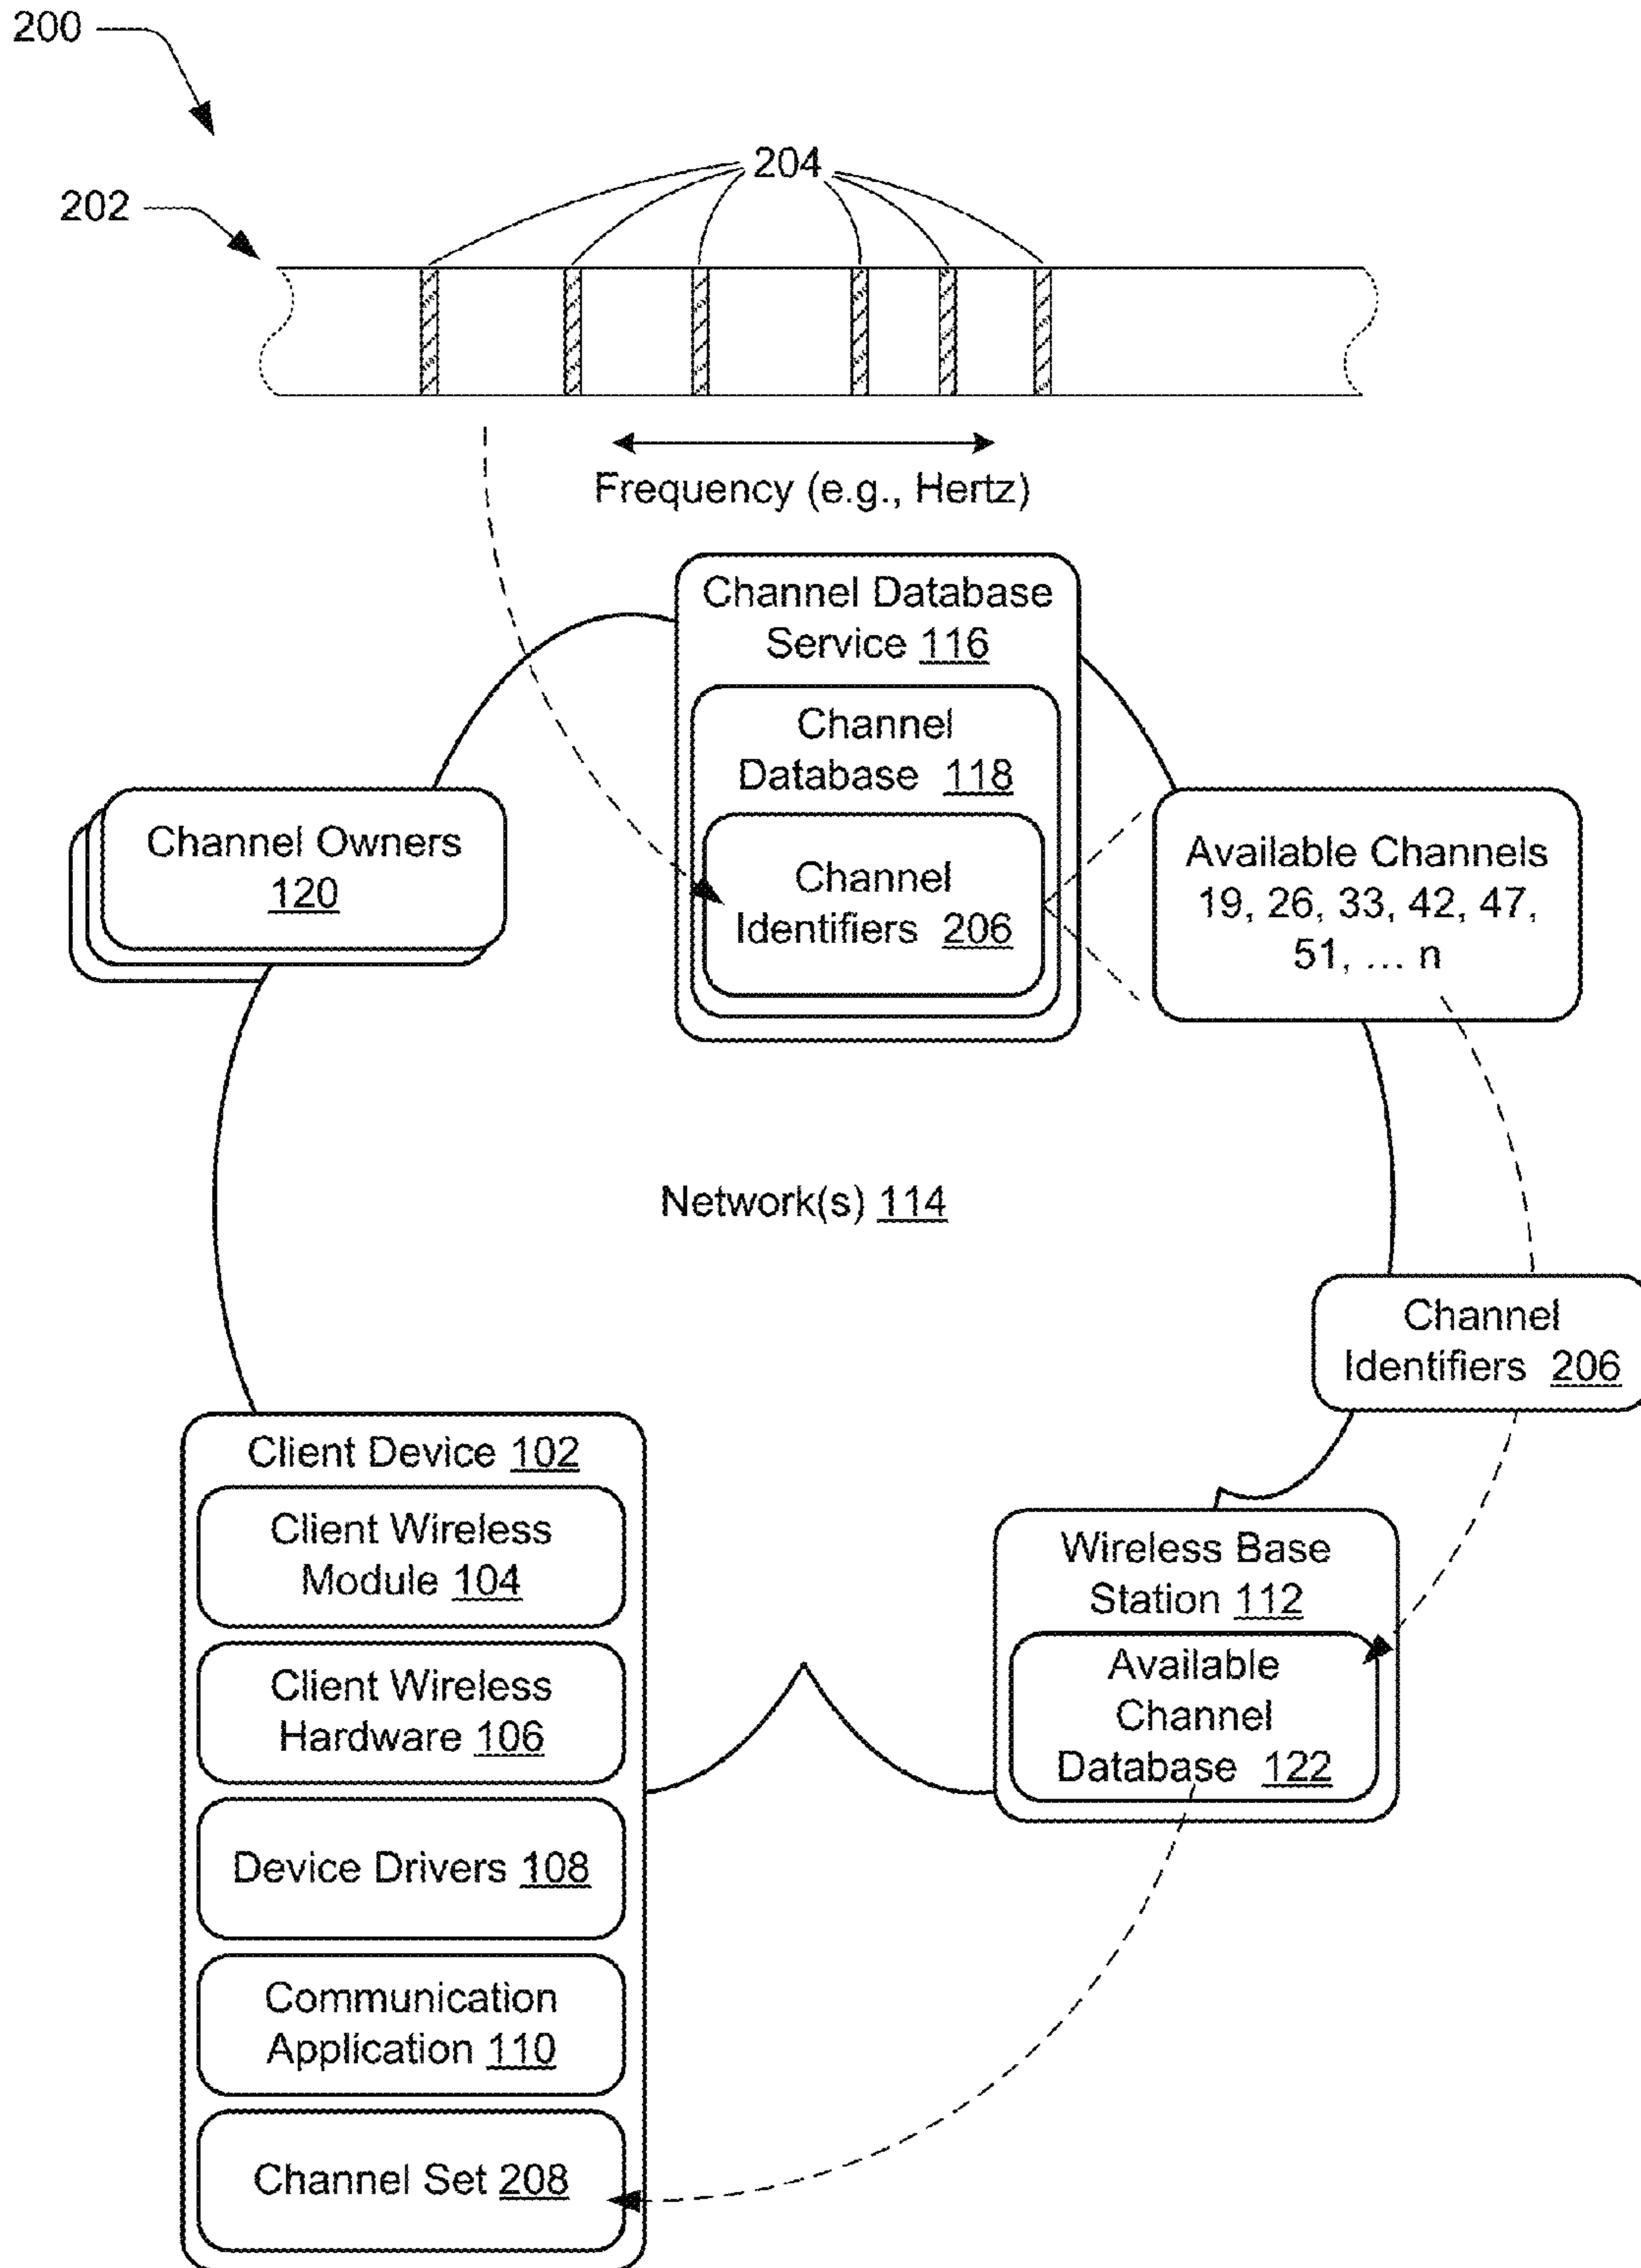 200
204
202
Frequency (e.g., Hertz)
Channel Database
Service 116
Channel
Database 118
Channel
Identifiers 206
Channel Owners
120
Available Channels
19, 26, 33, 42, 47,
51, ... n
Network(s) 114
Channel
Identifiers 206
Client Device 102
Client Wireless
Module 104
Client Wireless
Hardware 106
Device Drivers 108
Communication
Application 110
Channel Set 208
Wireless Base
Station 112
Available
Channel
Database 122